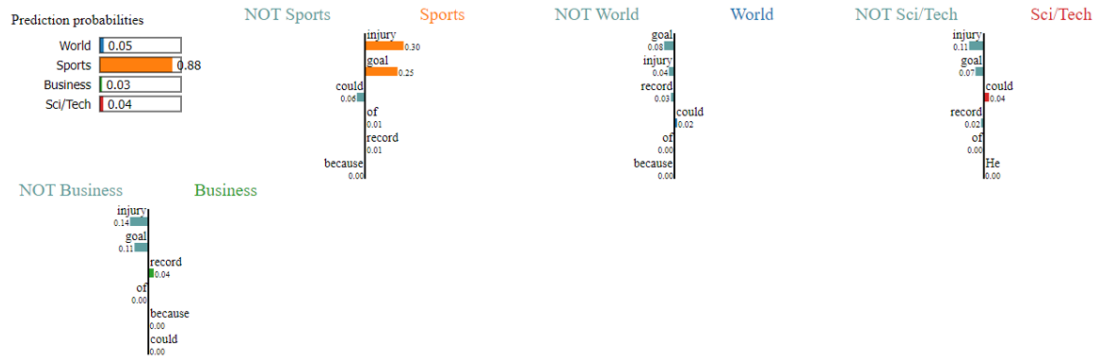 Prediction probabilities
World 0.05
Sports 0.88
Business 0.03
Sci/Tech 0.04
NOT Sports Sports
injury
0.30
goal
0.25
could
0.06
of
0.01
record
0.01
because
0.00
NOT World World
goal
0.08
injury
0.04
record
0.03
could
0.02
of
0.00
because
0.00
NOT Sci/Tech Sci/Tech
injury
0.11
goal
0.07
could
0.04
record
0.02
of
0.00
He
0.00
NOT Business Business
injury
0.14
goal
0.11
record
0.04
of
0.00
because
0.00
could
0.00